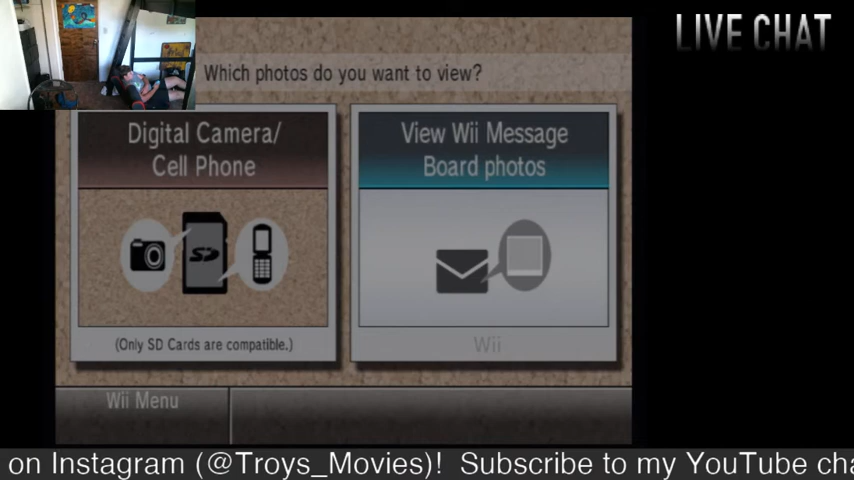 LIVE CHAT
Which photos do you want to view?
Digital Camera/
Cell Phone
View Wii Message
Board photos
SD
(Only SD Cards are compatible.)
Wii
Wii Menu
on Instagram (@Troys_Movies)!  Subscribe to my YouTube cha